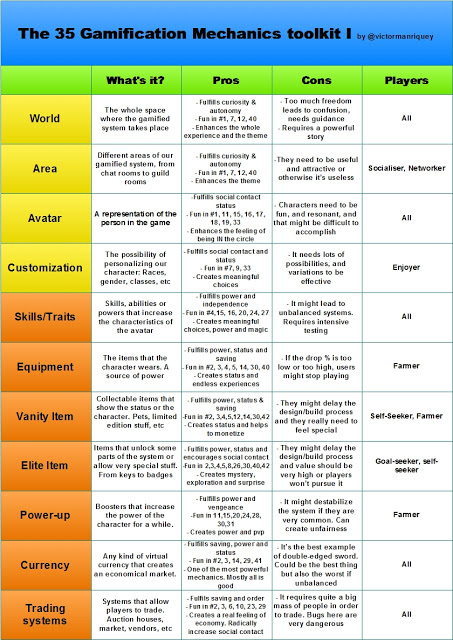 The 35 Gamification Mechanics toolkit I by @victormanriquey
What's it?
Pros
Cons
Players
World
The whole space
where the gamified
system takes place
- Fulfills curiosity &
autonomy
- Fun in #1, 7, 12, 40
- Enhances the whole
experience and the theme
- Too much freedom
leads to confusion,
needs guidance
- Requires a powerful
story
All
Area
Different areas of our
gamified system, from
chat rooms to guild
rooms
- Fulfills curiosity &
autonomy
- Fun in #1, 7, 12, 40
- Enhances the theme
-They need to be useful
and attractive or
otherwise it's useless
Socialiser, Networker
Avatar
A representation of the
person in the game
-Fulfills social contact
status
- Fun in #1, 11, 15, 16, 17,
18, 19, 33
-Enhances the feeling of
being IN the circle
- Characters need to be
fun, and resonant, and
that might be difficult to
accomplish
All
Customization
The possibility of
personalizing our
character: Races,
gender, classes, etc
- Fulfills social contact and
status
- Fun in #7, 9, 33
- Creates meaningful
choices
- It needs lots of
possibilities, and
variations to be
effective
Enjoyer
Skills/Traits
Skills, abilities or
powers that increase
the characteristics of
the avatar
- Fulfills power and
independence
- Fun in #4,15, 16, 20, 24, 27
- Creates meaningful
choices, power and magic
- It might lead to
unbalanced systems.
Requires intensive
testing
All
Equipment
The items that the
character wears. A
source of power
- Fulfills power, status and
saving
- Fun in #2, 3, 4, 5, 14, 30, 40
- Creates status and
endless experiences
- If the drop % is too
low or too high, users
might stop playing
Farmer
Vanity Item
Collectable items that
show the status or the
character. Pets, limited
edition stuff, etc
- Fulfills power, status &
saving
- Fun in #2, 3,4,5,12,14,30,42
- Creates status and helps
to monetize
- They might delay the
design/build process
and they really need to
feel special
Self-Seeker, Farmer
Elite Item
Items that unlock some
parts of the system or
allow very special stuff.
From keys to badges
- Fulfills power, status and
encourages social contact
- Fun in 2,3,4,5,8,26,30,40,42
- Creates mystery,
exploration and surprise
- They might delay the
design/build process
and value should be
very high or players
won't pursue it
Goal-seeker, self-
seeker
Power-up
Boosters that increase
the power of the
character for a while.
- Fulfills power and
vengeance
- Fun in 11,15,20,24,28,
30,31
- Creates power and pvp
- It might destabilize
the system if they are
very common. Can
create unfairness
Farmer
Currency
Any kind of virtual
currency that creates
an economical market.
- Fulfills saving, power and
status
- Fun in #2, 3, 14, 29, 41
- One of the most powerful
mechanics. Mostly all is
good
- It's the best example
of double-edged sword.
Could be the best thing
but also the worst if
unbalanced
All
Trading
systems
Systems that allow
players to trade.
Auction houses,
market, vendors, etc
- Fulfills saving and order
- Fun in #2, 3, 6, 10, 23, 29
- Creates a real feeling of
economy. Radically
increase social contact
- It requires quite a big
mass of people in order
to trade. Bugs here are
very dangerous
All